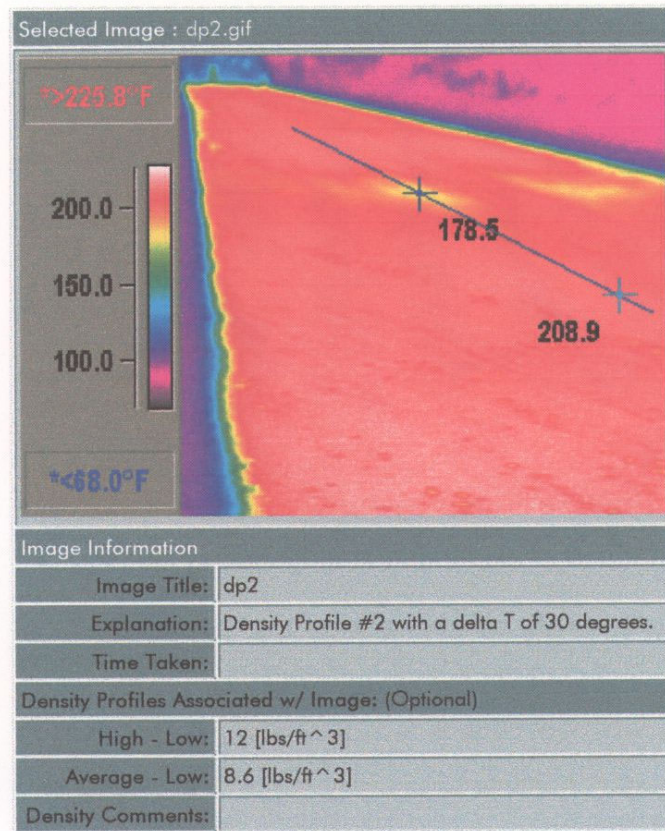 Selected Image : dp2.gif
*>225.8°F
200.0
150.0
100.0
*<68.0°F
178.5
208.9
Image Information
Image Title: dp2
Explanation: Density Profile #2 with a delta T of 30 degrees.
Time Taken:
Density Profiles Associated w/ Image: (Optional)
High - Low: 12 [lbs/ft^3]
Average - Low: 8.6 [lbs/ft^3]
Density Comments: